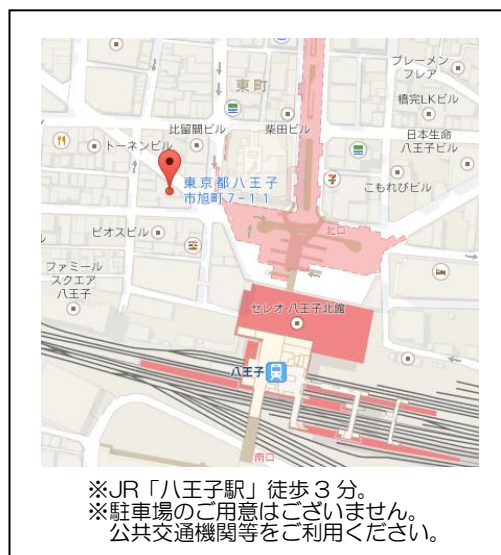 ブレーメン
フレア
東町
橋完LKビル
比留間ビル
柴田ビル
日本生命
八王子ビル
トーネンビル
東京都八王子
市旭町7-11
こもれびビル
ビオスビル
北口
ファミール
スクエア
八王子
セレオ 八王子北館
八王子
南口
※JR「八王子駅」徒歩3分。
※駐車場のご用意はございません。
公共交通機関等をご利用ください。